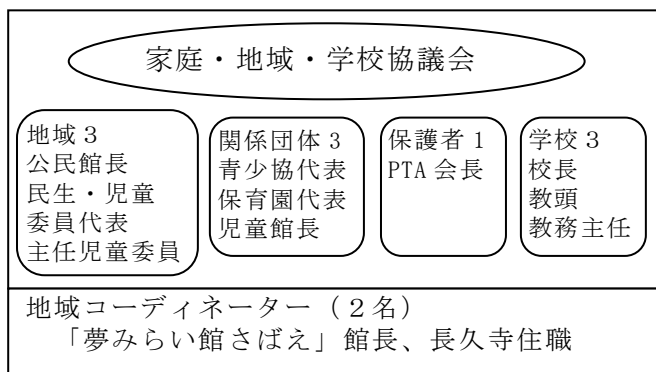 家庭・地域・学校協議会
地域３
公民館長
民生・児童
委員代表
主任児童委員
関係団体３
青少協代表
保育園代表
児童館長
保護者１
PTA 会長
学校３
校長
教頭
教務主任
地域コーディネーター（２名）
「夢みらい館さばえ」館長、長久寺住職